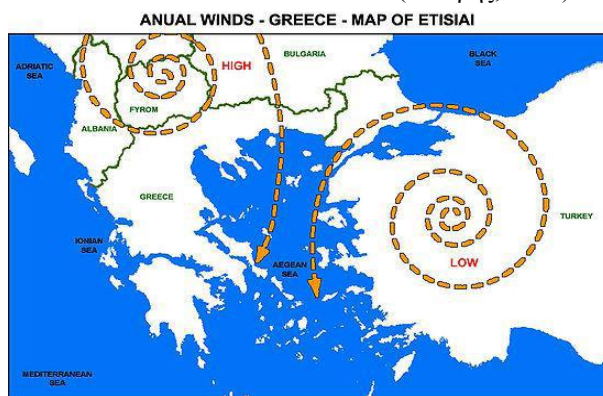 ANUAL WINDS - GREECE - MAP OF ETISIAI
BLACK
SEA
BULGARIA
ADRIATIC
SEA
HIGH
FYROM
ALBANIA
GREECE
TURKEY
IONIAN
SEA
AEGEAN
SEA
LOW
MEDITERRANEAN
SEA